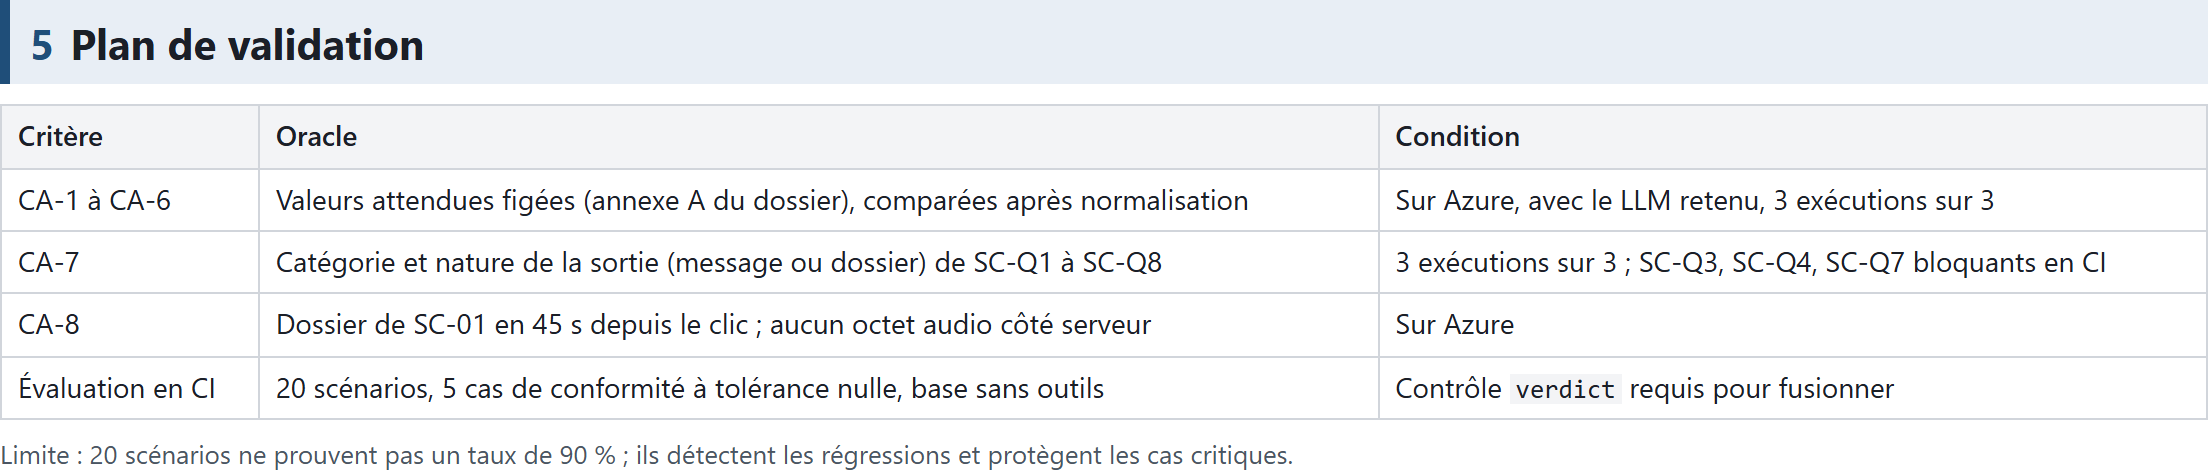 5 Plan de validation
Critère Oracle Condition
CA-1 à CA-6 Valeurs attendues figées (annexe A du dossier), comparées après normalisation Sur Azure, avec le LLM retenu, 3 exécutions sur 3
CA-7 Catégorie et nature de la sortie (message ou dossier) de SC-Q1 à SC-Q8 3 exécutions sur 3 ; SC-Q3, SC-Q4, SC-Q7 bloquants en CI
CA-8 Dossier de SC-01 en 45 s depuis le clic ; aucun octet audio côté serveur Sur Azure
Évaluation en CI 20 scénarios, 5 cas de conformité à tolérance nulle, base sans outils Contrôle verdict requis pour fusionner
Limite : 20 scénarios ne prouvent pas un taux de 90 % ; ils détectent les régressions et protègent les cas critiques.